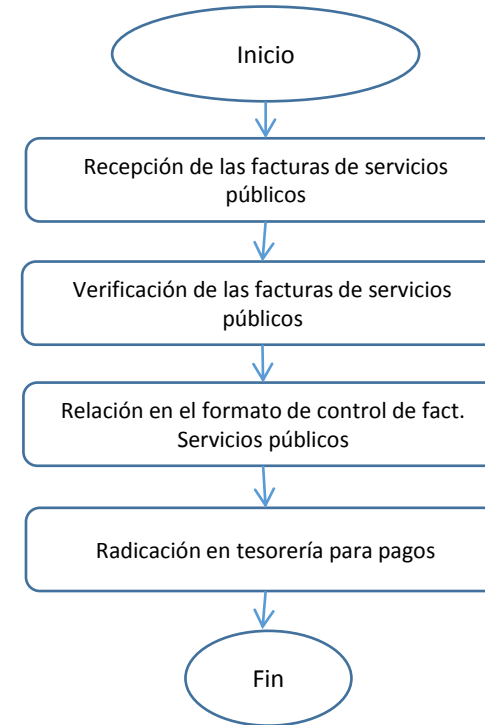 Inicio
Recepción de las facturas de servicios
públicos
Verificación de las facturas de servicios
públicos
Relación en el formato de control de fact.
Servicios públicos
Radicación en tesorería para pagos
Fin